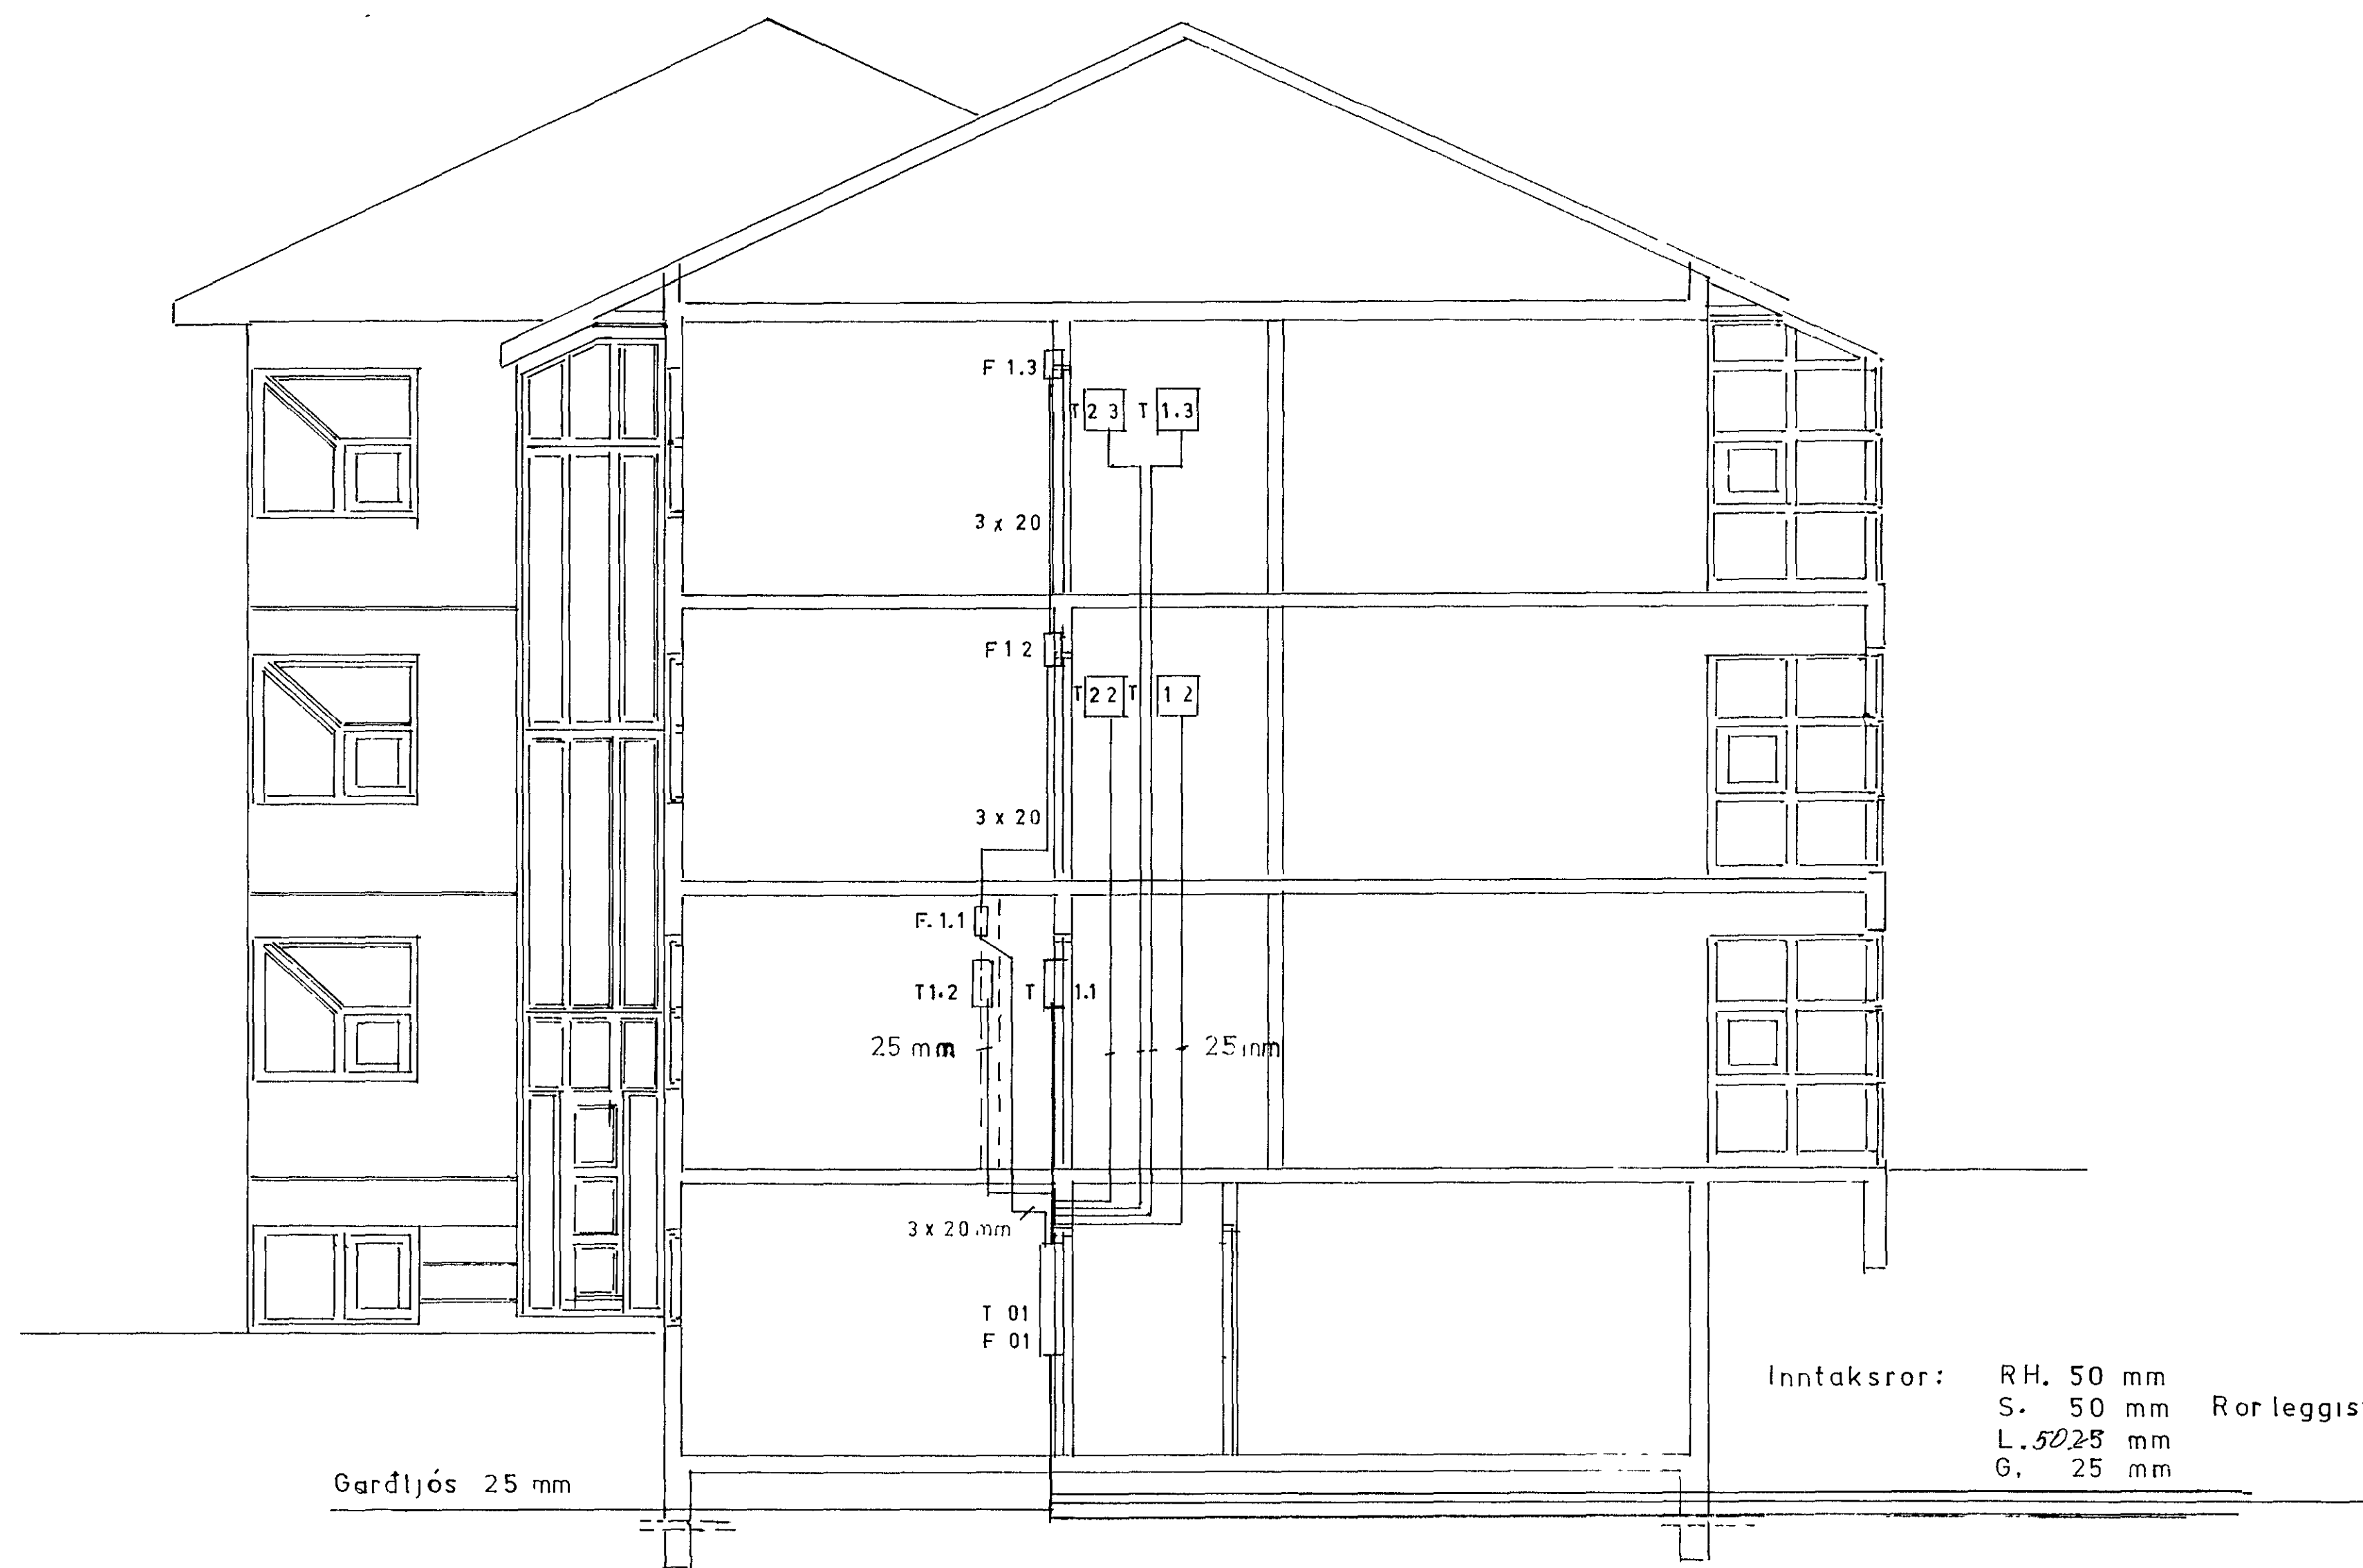 F 1.3
T 2 3 T 1.3
3 x 20
F 1 2
T 2 2 T 1 2
3 x 20
F. 1.1
T1.2 T 1.1
25 mm 25 mm
3 x 20 mm
T 01
F 01
Inntaksror: RH. 50 mm
S. 50 mm Ror leggist
L. 50 25 mm
G, 25 mm
Garðljós 25 mm